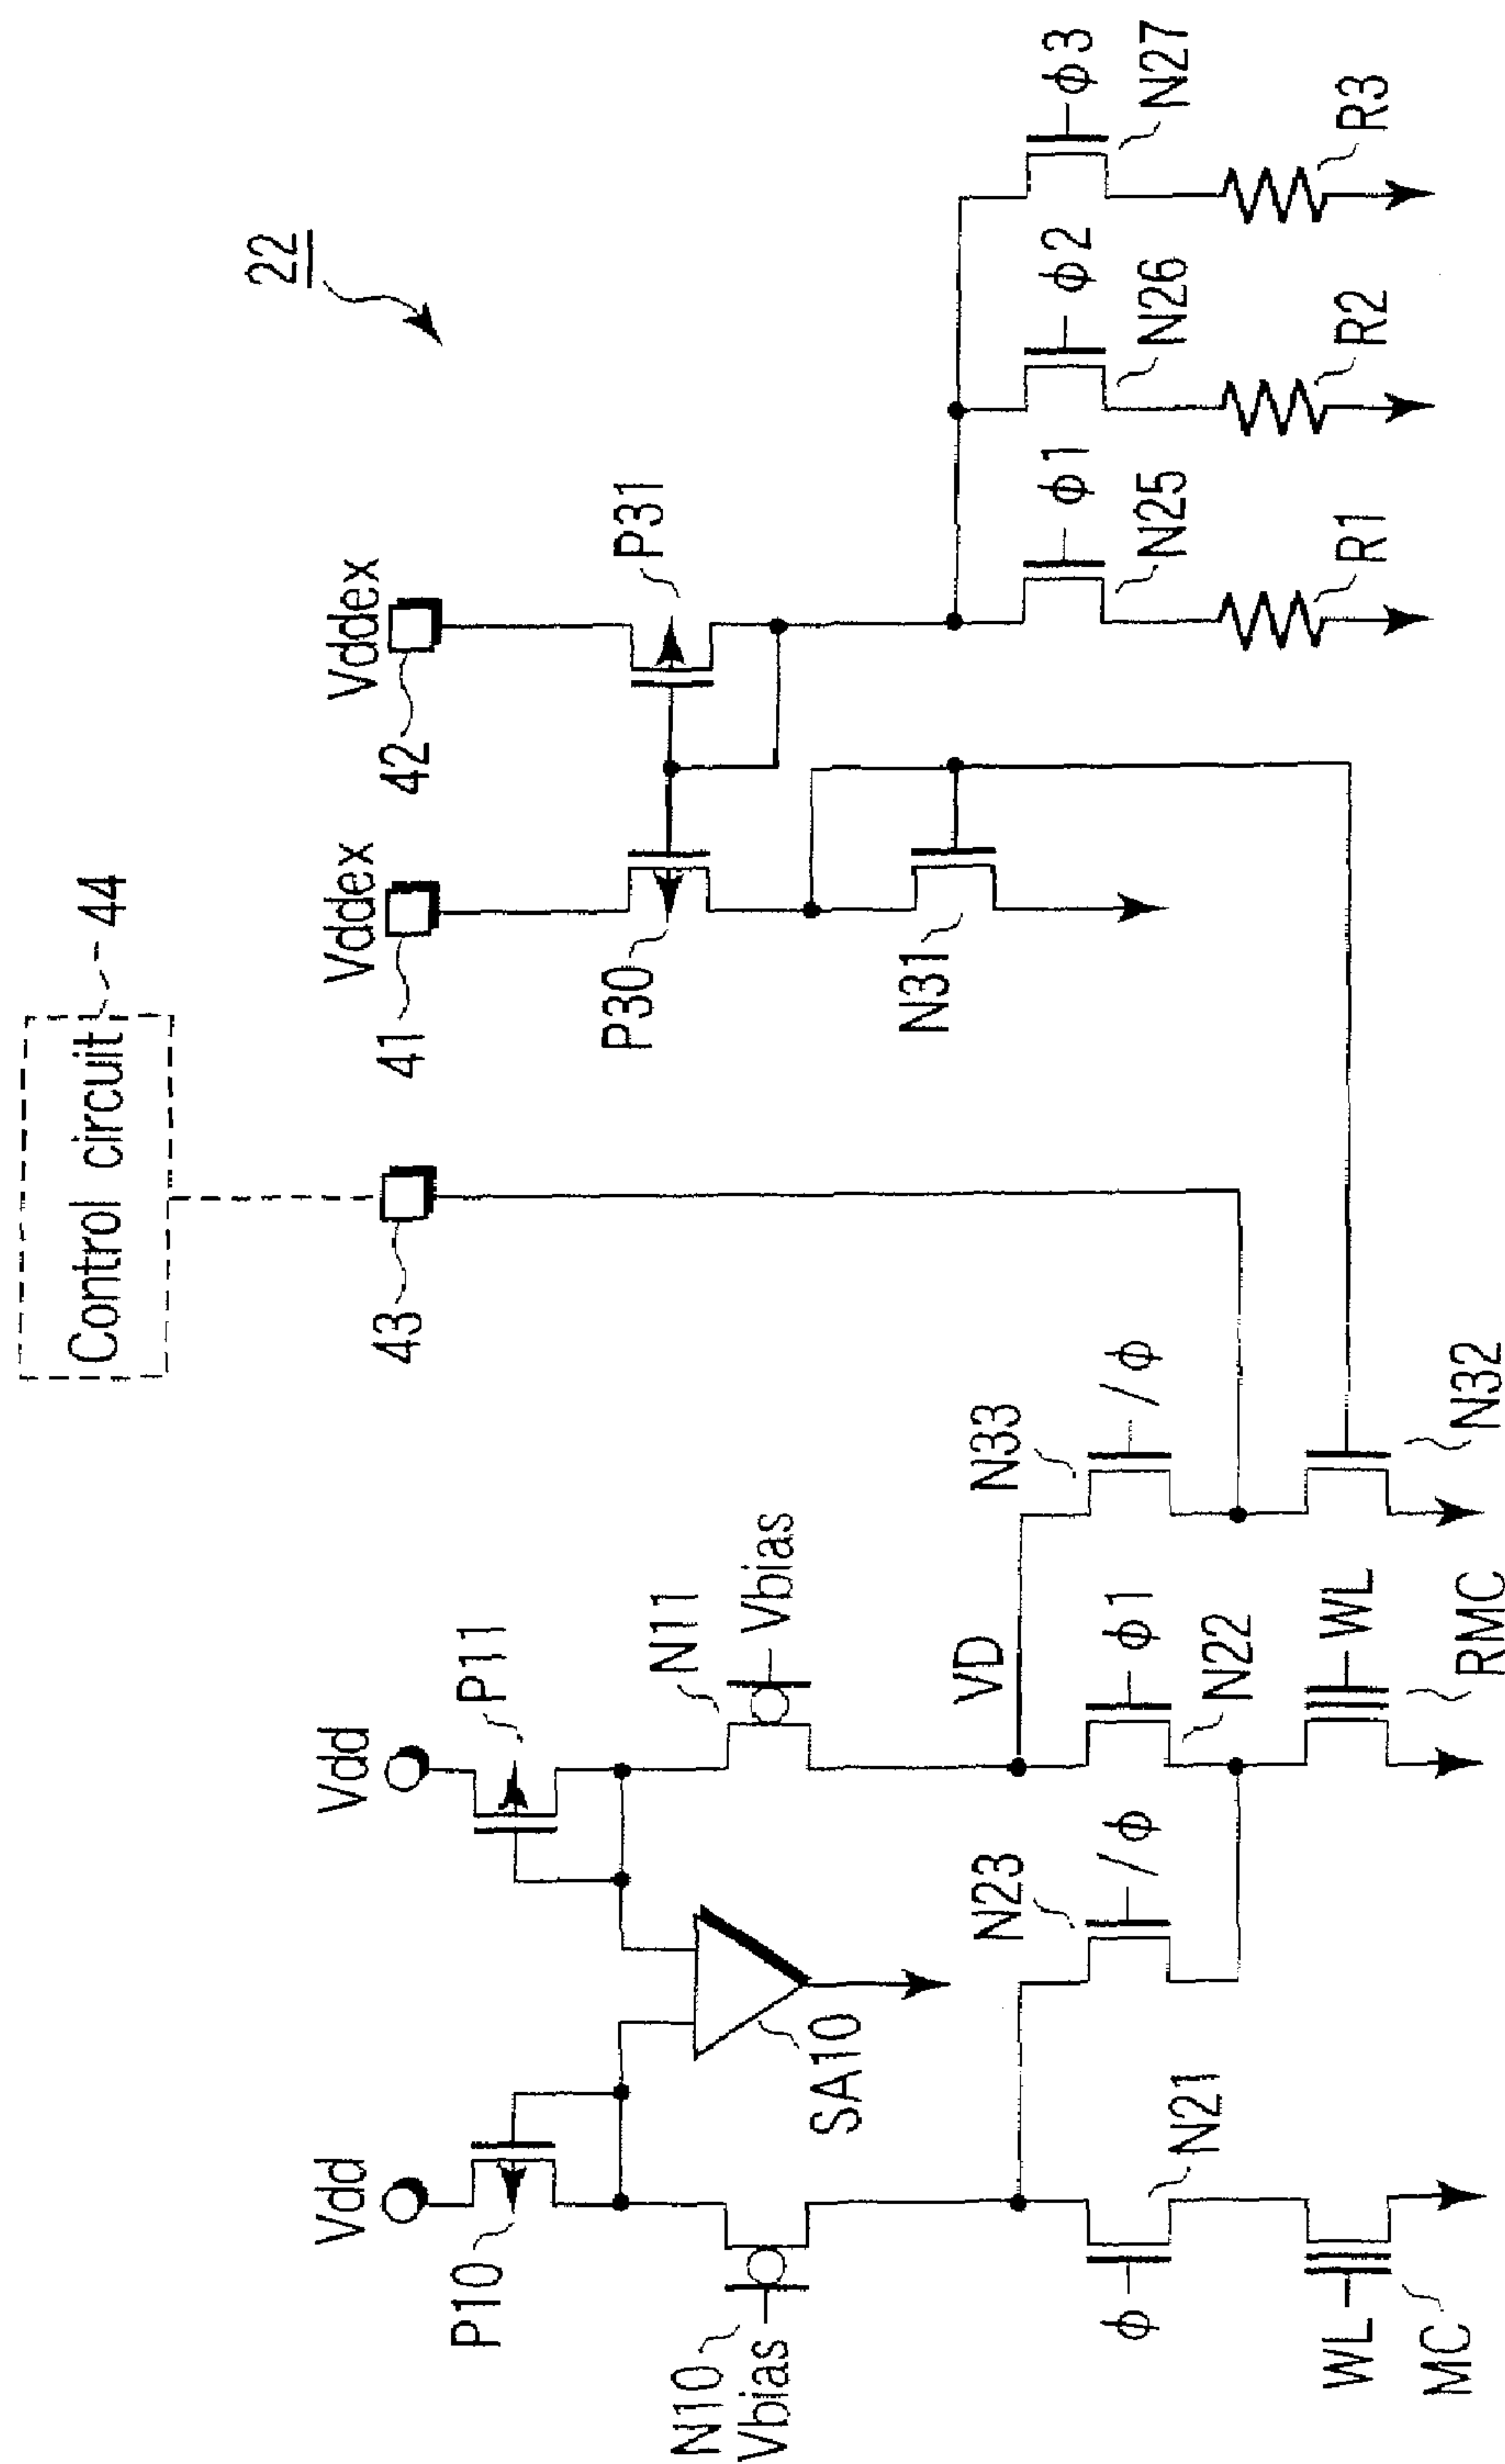 Control circuit
44
22
Vdd
Vdd
43
Vddex
41
Vddex
42
P10
P11
P30
P31
N10
Vbias
SA10
N11
Vbias
N31
VD
N23
N33
φ
N21
/φ
φ1
N22
/φ
φ1
N25
φ2
N26
φ3
N27
WL
MC
WL
RMC
N32
R1
R2
R3